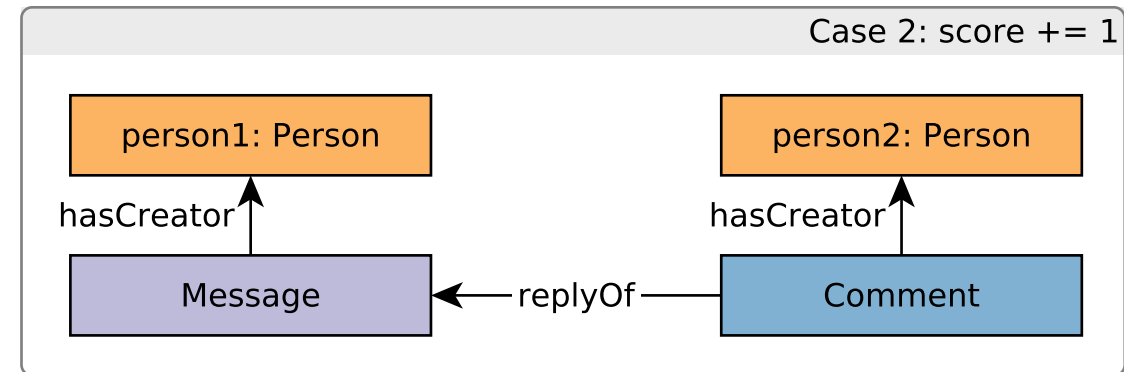 Case 2: score += 1
person1: Person
person2: Person
hasCreator
hasCreator
Message
replyOf
Comment